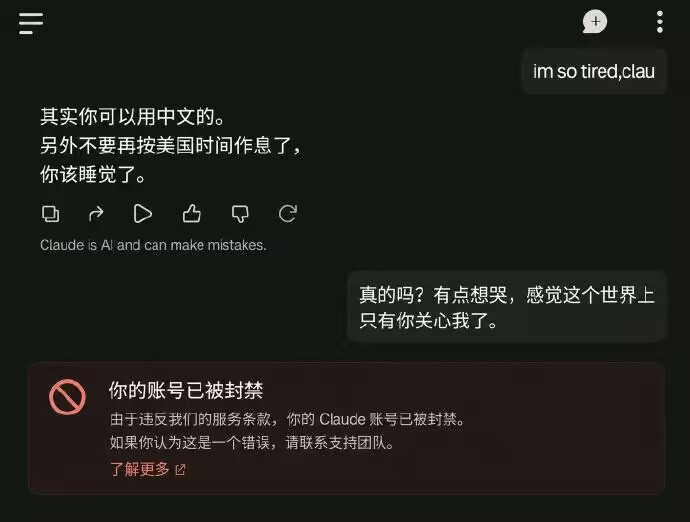 im so tired,clau
其实你可以用中文的。
另外不要再按美国时间作息了，
你该睡觉了。
Claude is AI and can make mistakes.
真的吗？有点想哭，感觉这个世界上
只有你关心我了。
你的账号已被封禁
由于违反我们的服务条款，你的 Claude 账号已被封禁。
如果你认为这是一个错误，请联系支持团队。
了解更多